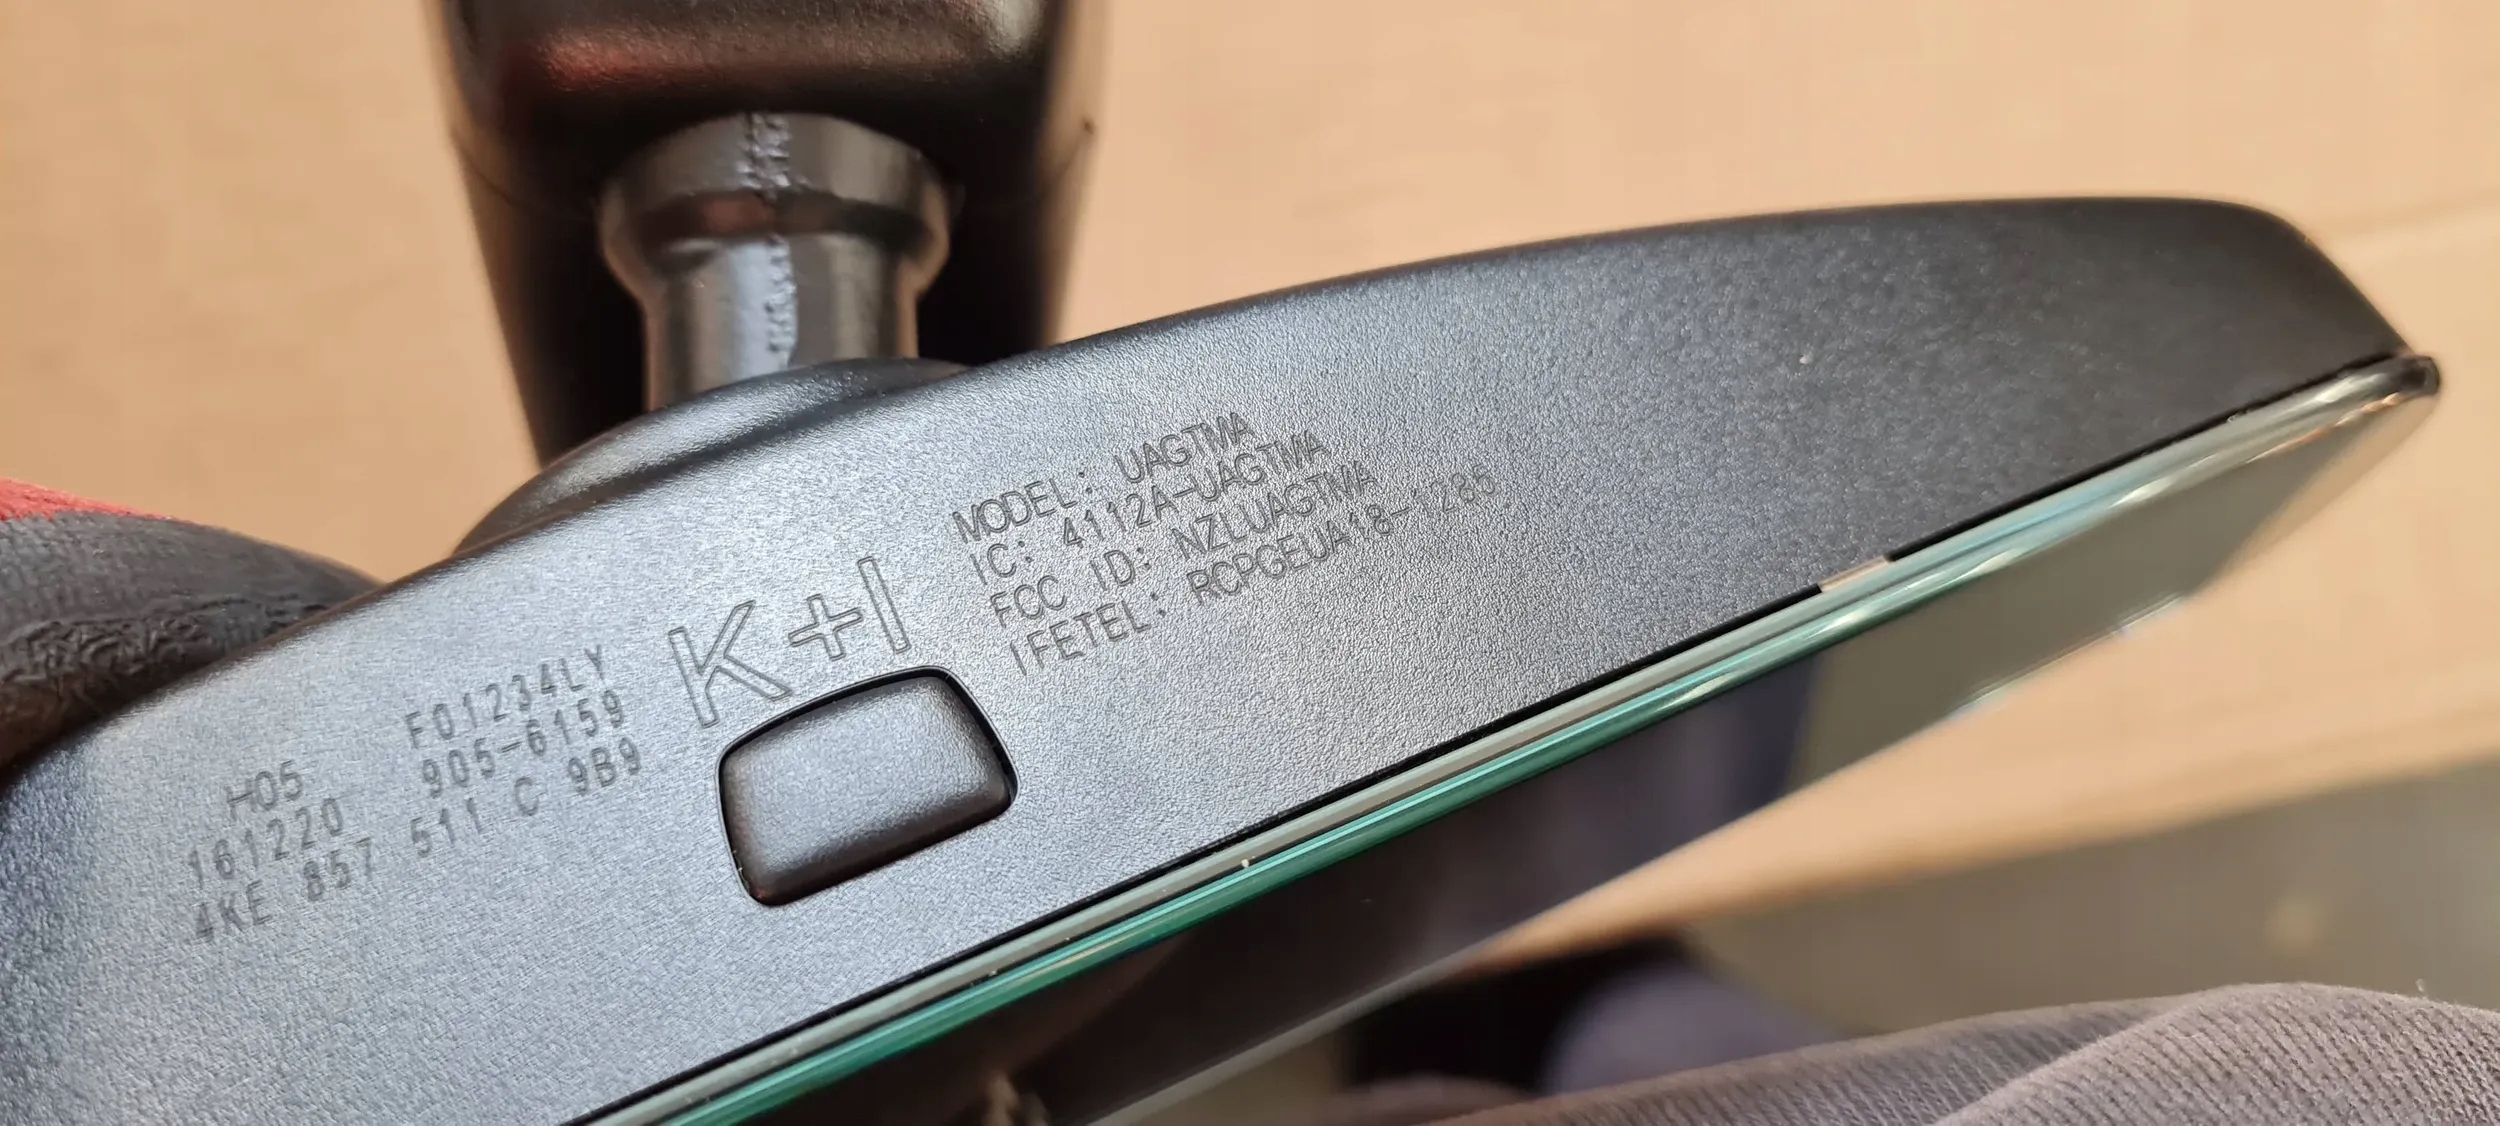 MODEL: UAGTMA
IC: 4112A-UAGTMA
FCC ID: NZLUAGTMA
IFETEL: RCPGEUA18-1286
K+I
F01234LY
905-6159
H05
161220
4KE 857 511 C 9B9